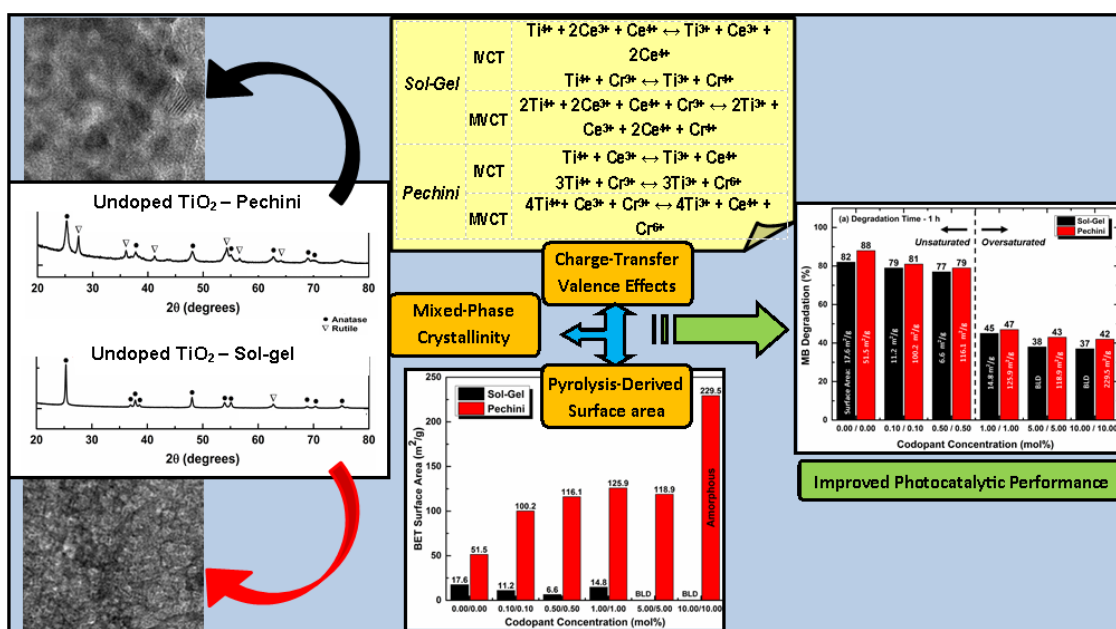 Sol-Gel
IVCT
Ti⁴⁺ + 2Ce³⁺ + Ce⁴⁺ ↔ Ti³⁺ + Ce³⁺ +
2Ce⁴⁺
Ti⁴⁺ + Cr³⁺ ↔ Ti³⁺ + Cr⁴⁺
MVCT
2Ti⁴⁺ + 2Ce³⁺ + Ce⁴⁺ + Cr³⁺ ↔ 2Ti³⁺ +
Ce³⁺ + 2Ce⁴⁺ + Cr⁴⁺
Pechini
IVCT
Ti⁴⁺ + Ce³⁺ ↔ Ti³⁺ + Ce⁴⁺
3Ti⁴⁺ + Cr³⁺ ↔ 3Ti³⁺ + Cr⁶⁺
MVCT
4Ti⁴⁺+ Ce³⁺ + Cr³⁺ ↔ 4Ti³⁺ + Ce⁴⁺ +
Cr⁶⁺
Undoped TiO₂ – Pechini
20 30 40 50 60 70 80
2θ (degrees)
Anatase
Rutile
Undoped TiO₂ – Sol-gel
20 30 40 50 60 70 80
2θ (degrees)
Charge-Transfer
Valence Effects
Mixed-Phase
Crystallinity
Pyrolysis-Derived
Surface area
BET Surface Area (m²/g)
250
200
150
100
50
0
Sol-Gel
Pechini
17.6 51.5 11.2 100.2 6.6 116.1 14.8 125.9 BLD 118.9 BLD 229.5
Amorphous
0.00/0.00 0.10/0.10 0.50/0.50 1.00/1.00 5.00/5.00 10.00/10.00
Codopant Concentration (mol%)
(a) Degradation Time - 1 h
Sol-Gel
Pechini
Unsaturated
Oversaturated
MB Degradation (%)
100
80
60
40
20
0
82 88 79 81 77 79 45 47 38 43 37 42
Surface Area: 17.6 m²/g
51.5 m²/g
11.2 m²/g
100.2 m²/g
6.6 m²/g
116.1 m²/g
14.8 m²/g
125.9 m²/g
BLD
118.9 m²/g
BLD
229.5 m²/g
0.00 / 0.00 0.10 / 0.10 0.50 / 0.50 1.00 / 1.00 5.00 / 5.00 10.00 / 10.00
Codopant Concentration (mol%)
Improved Photocatalytic Performance